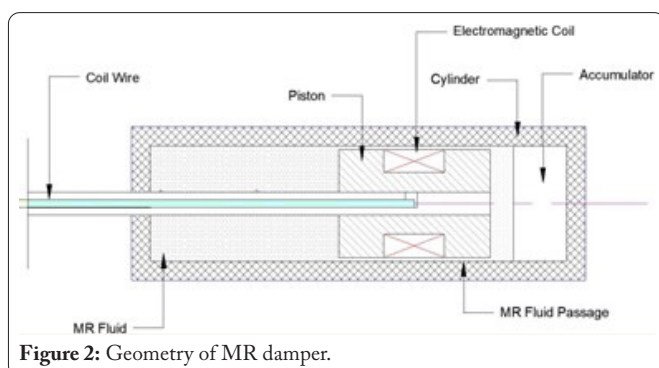 Electromagnetic Coil
Coil Wire
Cylinder
Accumulator
Piston
MR Fluid
MR Fluid Passage
Figure 2: Geometry of MR damper.